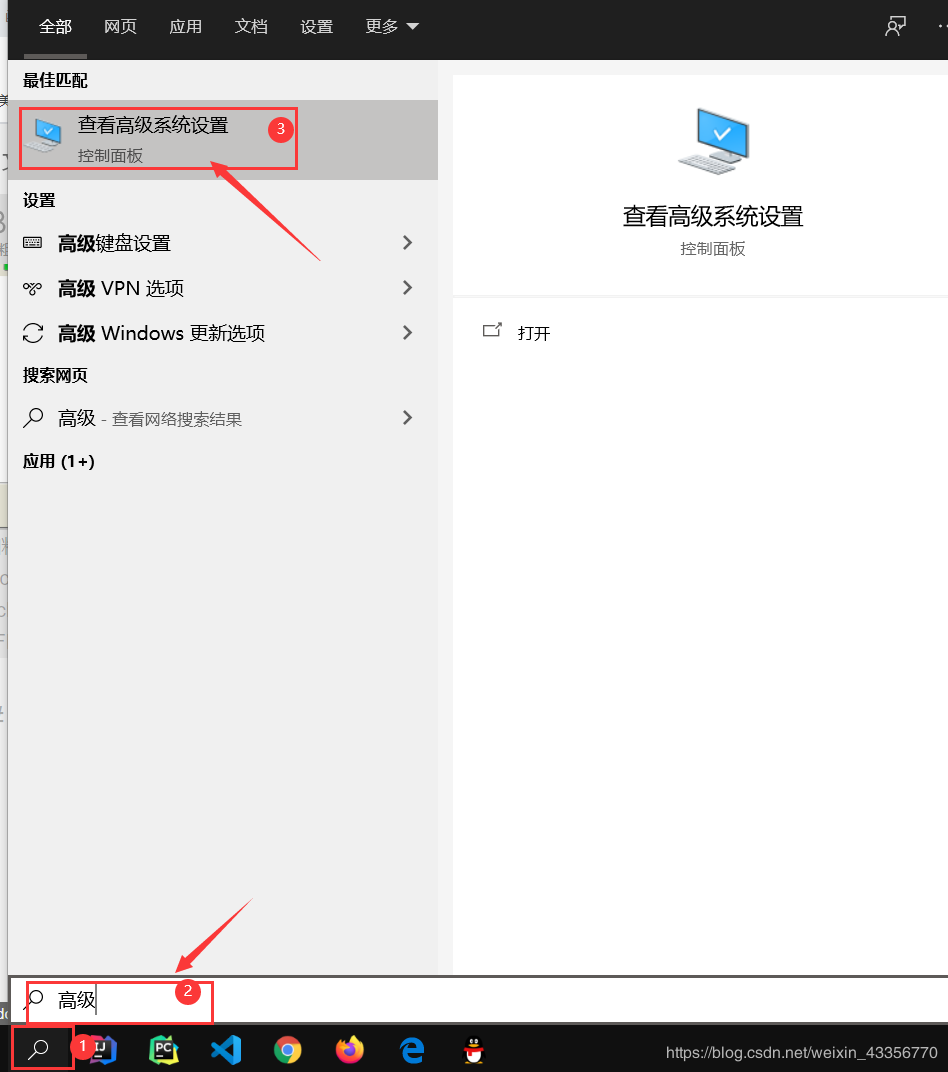 全部 网页 应用 文档 设置 更多
最佳匹配
查看高级系统设置
控制面板
3
设置
高级键盘设置
高级 VPN 选项
高级 Windows 更新选项
搜索网页
高级 - 查看网络搜索结果
应用 (1+)
查看高级系统设置
控制面板
打开
2
高级
1
IJ
PC
https://blog.csdn.net/weixin_43356770